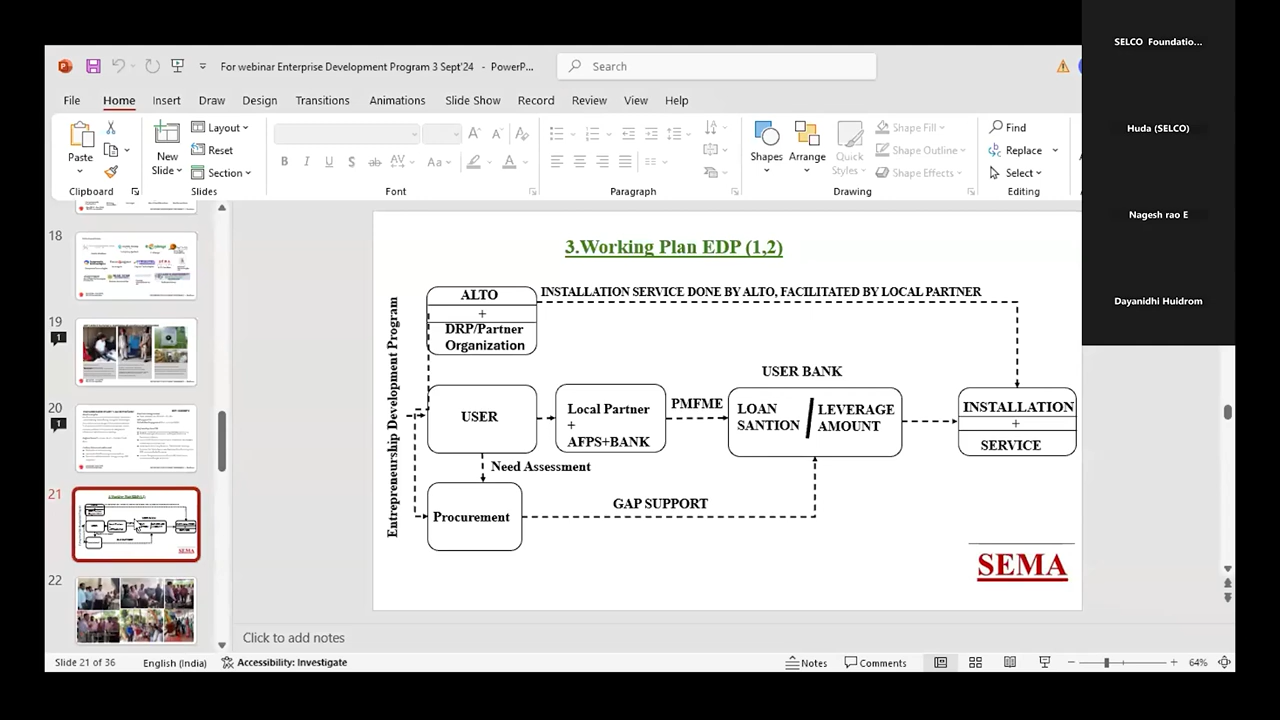 For webinar Enterprise Development Program 3 Sept'24 - PowerP...
Search
File Home Insert Draw Design Transitions Animations Slide Show Record Review View Help
Paste
Clipboard
New
Slide
Layout
Reset
Section
Slides
Font
B I U S ab AV Aa A
Paragraph
Shapes
Arrange
Quick
Styles
Shape Fill
Shape Outline
Shape Effects
Drawing
Find
Replace
Select
Editing
18
19
1
20
1
21
22
3.Working Plan EDP (1,2)
Entrepreneurship Development Program
ALTO
+
DRP/Partner
Organization
INSTALLATION SERVICE DONE BY ALTO, FACILITATED BY LOCAL PARTNER
USER BANK
USER
Local Partner
+
AFPS+BANK
PMFME
LOAN
SANTION
/
LEVERAGE
AMOUNT
INSTALLATION
+
SERVICE
Need Assessment
Procurement
GAP SUPPORT
SEMA
Click to add notes
Slide 21 of 36
English (India)
Accessibility: Investigate
Notes
Comments
64%
SELCO Foundatio...
Huda (SELCO)
Nagesh rao E
Dayanidhi Huidrom